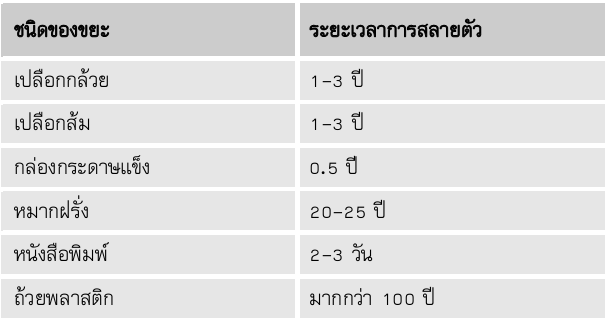 ชนิดของขยะ ระยะเวลาการสลายตัว
เปลือกกล้วย 1-3 ปี
เปลือกส้ม 1-3 ปี
กล่องกระดาษแข็ง 0.5 ปี
หมากฝรั่ง 20-25 ปี
หนังสือพิมพ์ 2-3 วัน
ถ้วยพลาสติก มากกว่า 100 ปี